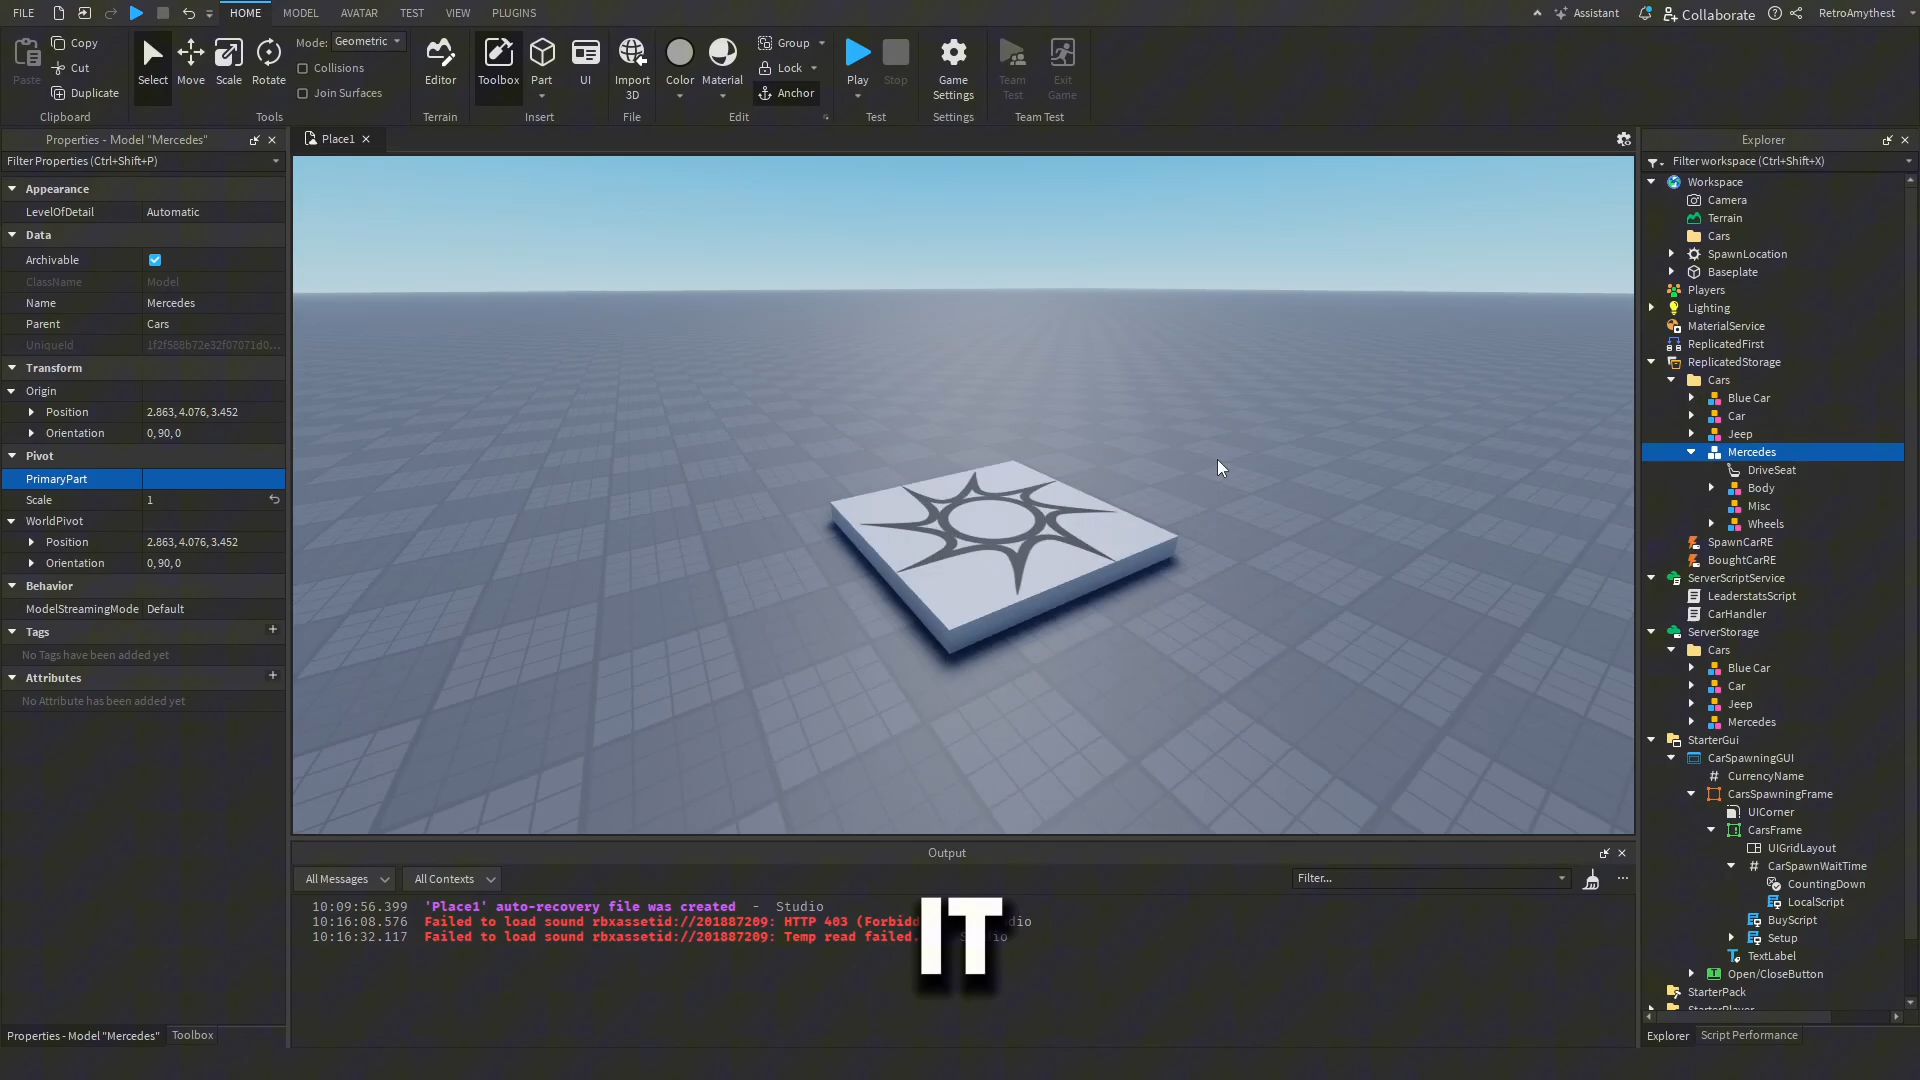 FILE
HOME
MODEL
AVATAR
TEST
VIEW
PLUGINS
Assistant
Collaborate
RetroAmythest
Paste
Copy
Cut
Duplicate
Clipboard
Select
Move
Scale
Rotate
Mode: Geometric
Collisions
Join Surfaces
Tools
Editor
Terrain
Toolbox
Part
UI
Insert
Import
3D
File
Color
Material
Group
Lock
Anchor
Edit
Play
Stop
Test
Game
Settings
Settings
Team
Test
Exit
Game
Team Test
Properties - Model "Mercedes"
Filter Properties (Ctrl+Shift+P)
Appearance
LevelOfDetail Automatic
Data
Archivable
ClassName Model
Name Mercedes
Parent Cars
UniqueId 1f2f588b72e32f07071d0...
Transform
Origin
Position 2.863, 4.076, 3.452
Orientation 0, 90, 0
Pivot
PrimaryPart
Scale 1
WorldPivot
Position 2.863, 4.076, 3.452
Orientation 0, 90, 0
Behavior
ModelStreamingMode Default
Tags
No Tags have been added yet
Attributes
No Attribute has been added yet
Properties - Model "Mercedes"
Toolbox
Place1
Output
All Messages
All Contexts
Filter...
10:09:56.399 'Place1' auto-recovery file was created - Studio
10:16:08.576 Failed to load sound rbxassetid://201887209: HTTP 403 (Forbidd dio
10:16:32.117 Failed to load sound rbxassetid://201887209: Temp read failed. S dio
IT
Explorer
Filter workspace (Ctrl+Shift+X)
Workspace
Camera
Terrain
Cars
SpawnLocation
Baseplate
Players
Lighting
MaterialService
ReplicatedFirst
ReplicatedStorage
Cars
Blue Car
Car
Jeep
Mercedes
DriveSeat
Body
Misc
Wheels
SpawnCarRE
BoughtCarRE
ServerScriptService
LeaderstatsScript
CarHandler
ServerStorage
Cars
Blue Car
Car
Jeep
Mercedes
StarterGui
CarSpawningGUI
CurrencyName
CarsSpawningFrame
UICorner
CarsFrame
UIGridLayout
CarSpawnWaitTime
CountingDown
LocalScript
BuyScript
Setup
TextLabel
Open/CloseButton
StarterPack
StarterPlayer
Explorer
Script Performance